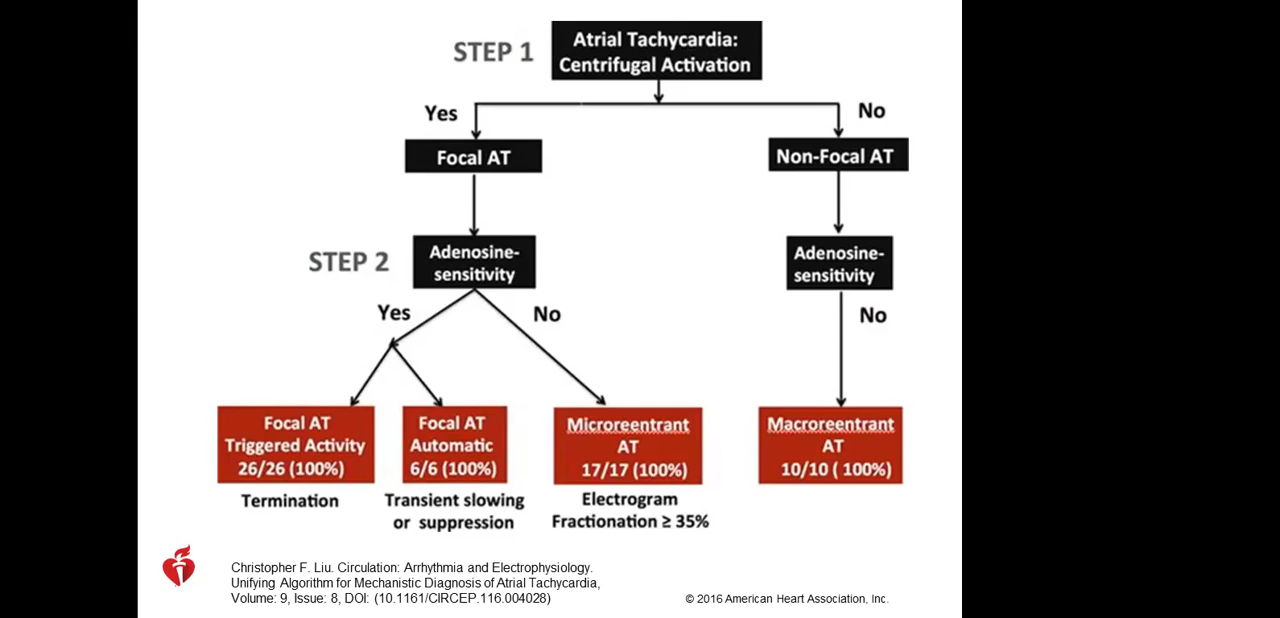 STEP 1
Atrial Tachycardia:
Centrifugal Activation
Yes
No
Focal AT
Non-Focal AT
STEP 2
Adenosine-
sensitivity
Adenosine-
sensitivity
Yes
No
No
Focal AT
Triggered Activity
26/26 (100%)
Termination
Focal AT
Automatic
6/6 (100%)
Transient slowing
or suppression
Microreentrant
AT
17/17 (100%)
Electrogram
Fractionation ≥ 35%
Macroreentrant
AT
10/10 ( 100%)
Christopher F. Liu. Circulation: Arrhythmia and Electrophysiology.
Unifying Algorithm for Mechanistic Diagnosis of Atrial Tachycardia,
Volume: 9, Issue: 8, DOI: (10.1161/CIRCEP.116.004028)
© 2016 American Heart Association, Inc.